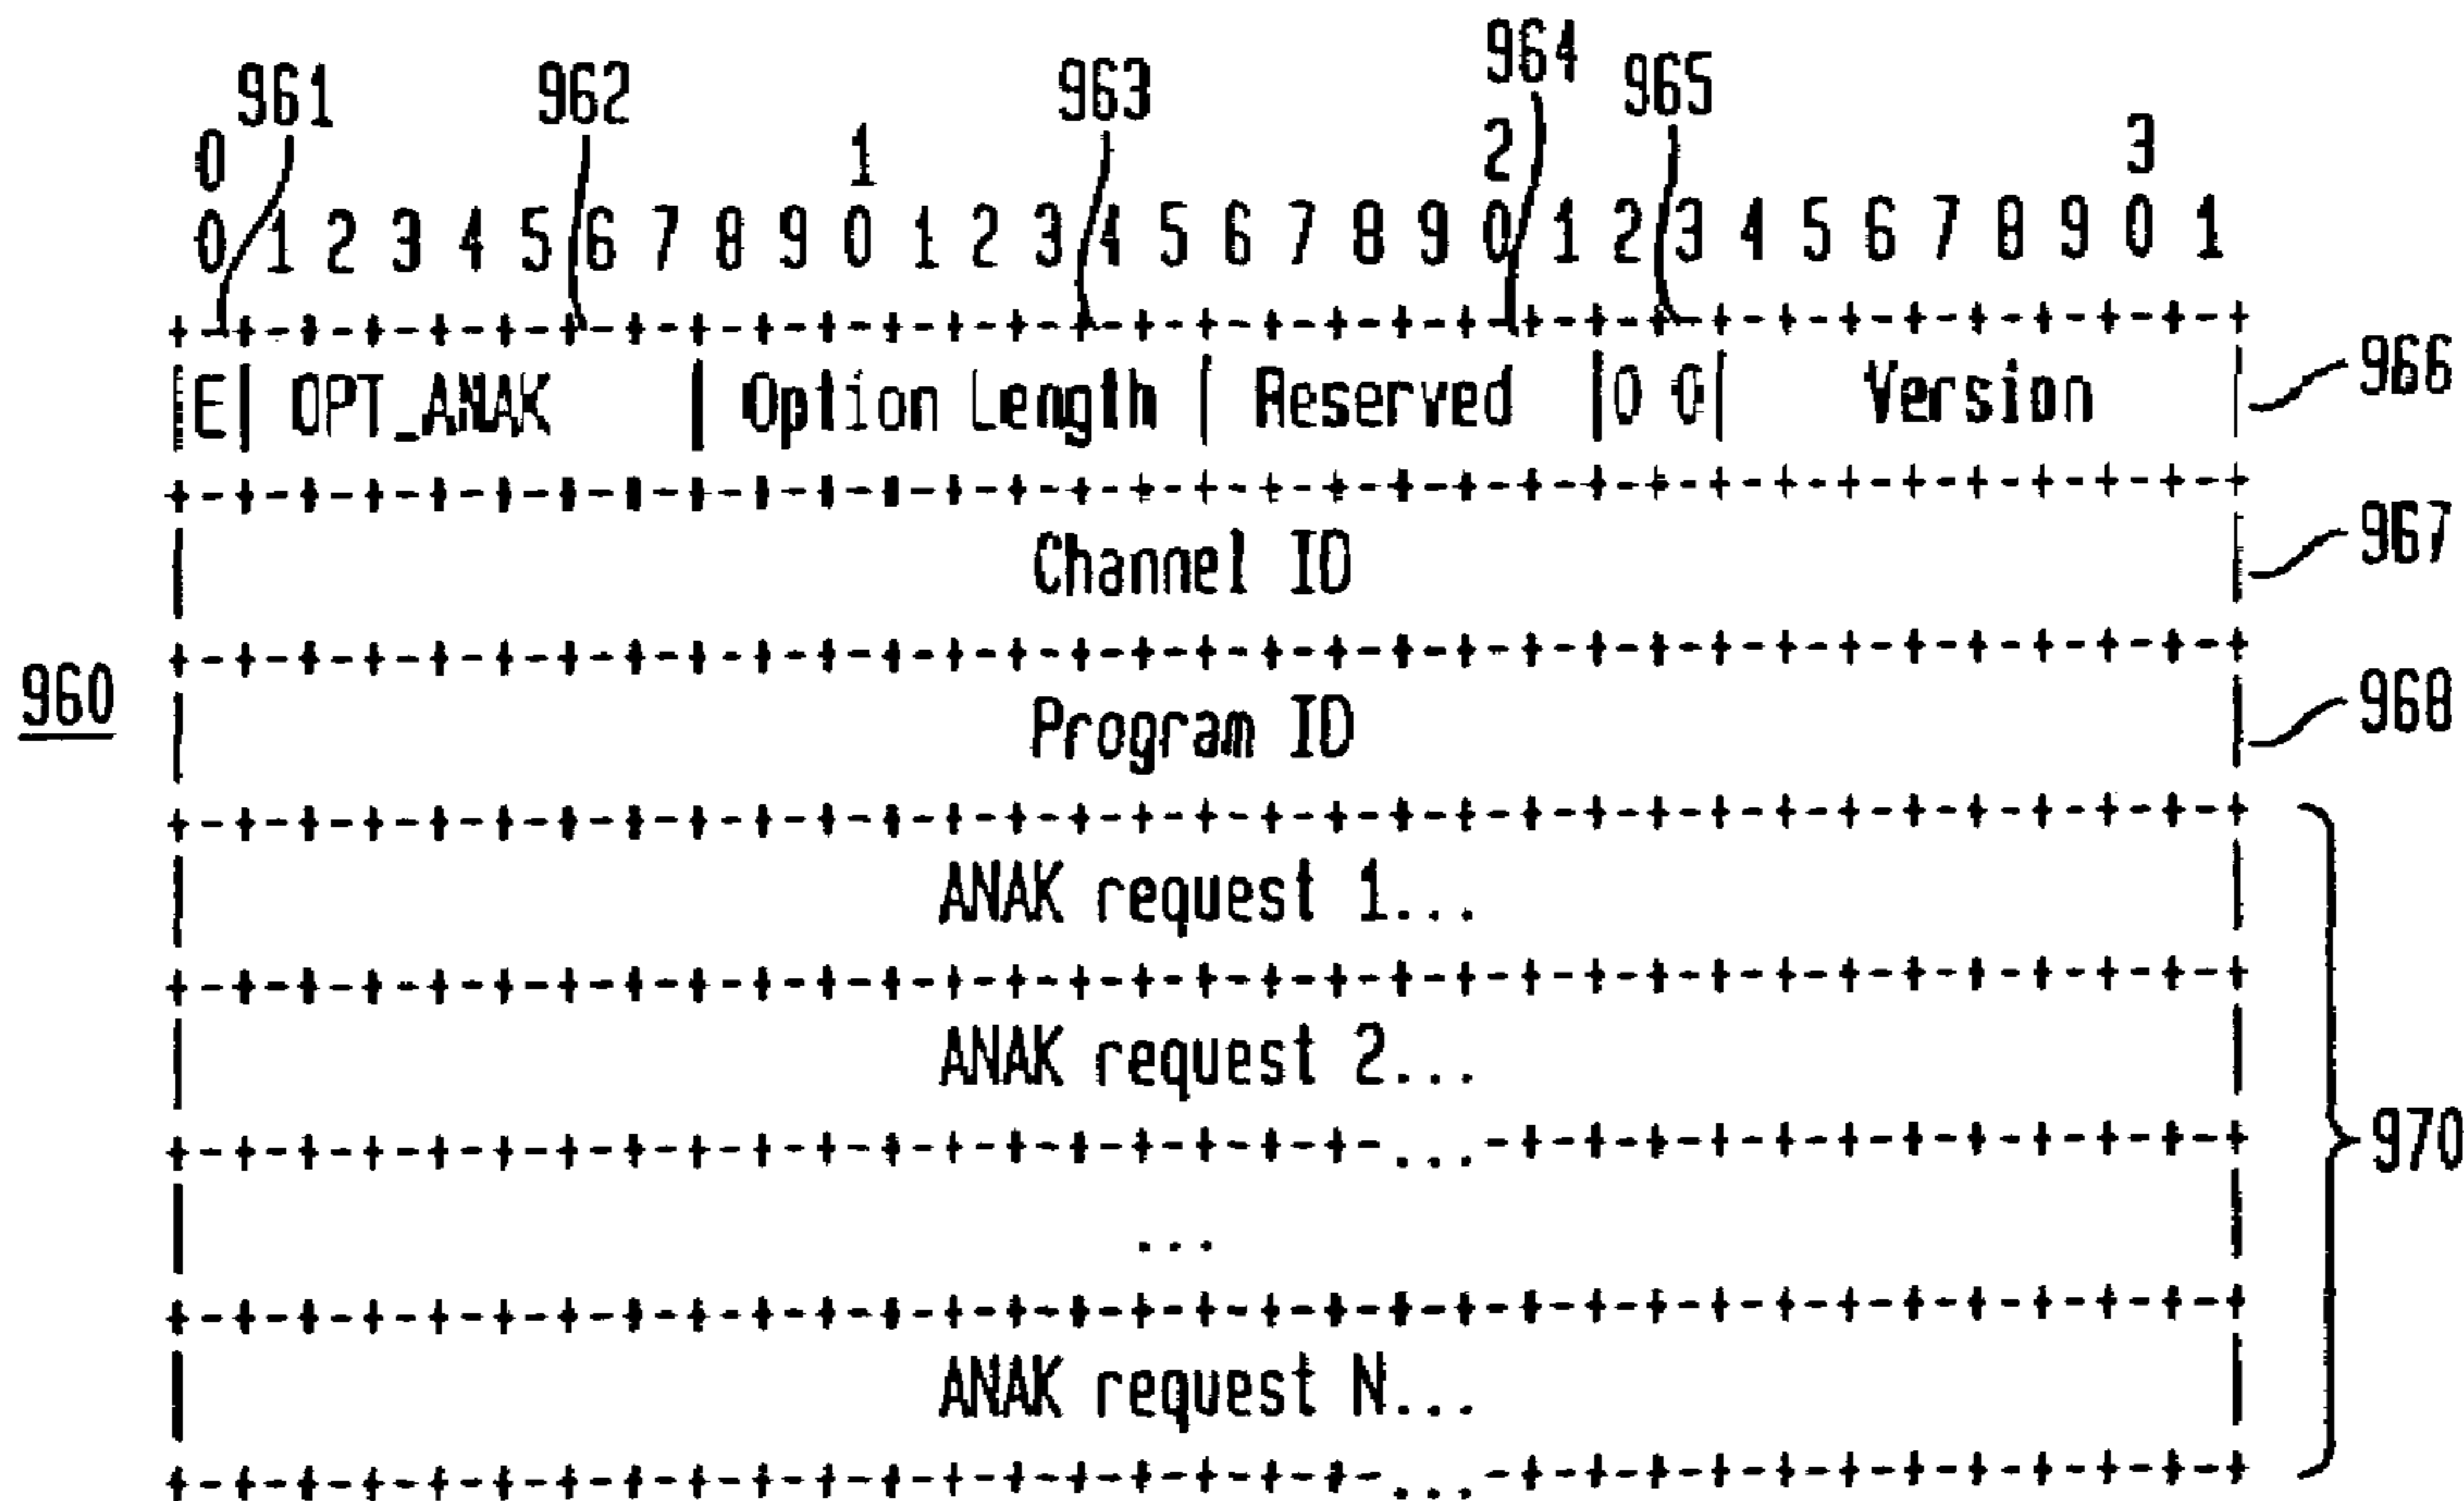 964
961 962 963 965
0 1 2 3
0 1 2 3 4 5 6 7 8 9 0 1 2 3 4 5 6 7 8 9 0 1 2 3 4 5 6 7 8 9 0 1
+-+-+-+-+-+-+-+-+-+-+-+-+-+-+-+-+-+-+-+-+-+-+-+-+-+-+-+-+-+-+-+-+
|E| OPT_ANAK | Option Length | Reserved |0 0| Version | 966
+-+-+-+-+-+-+-+-+-+-+-+-+-+-+-+-+-+-+-+-+-+-+-+-+-+-+-+-+-+-+-+-+
| Channel ID | 967
+-+-+-+-+-+-+-+-+-+-+-+-+-+-+-+-+-+-+-+-+-+-+-+-+-+-+-+-+-+-+-+-+
960 | Program ID | 968
+-+-+-+-+-+-+-+-+-+-+-+-+-+-+-+-+-+-+-+-+-+-+-+-+-+-+-+-+-+-+-+-+
| ANAK request 1... |
+-+-+-+-+-+-+-+-+-+-+-+-+-+-+-+-+-+-+-+-+-+-+-+-+-+-+-+-+-+-+-+-+
| ANAK request 2... |
+-+-+-+-+-+-+-+-+-+-+-+-+-+-+-+-+-+-+-...-+-+-+-+-+-+-+-+-+-+-+-+ 970
| ... |
+-+-+-+-+-+-+-+-+-+-+-+-+-+-+-+-+-+-+-+-+-+-+-+-+-+-+-+-+-+-+-+-+
| ANAK request N... |
+-+-+-+-+-+-+-+-+-+-+-+-+-+-+-+-+-+-+-...-+-+-+-+-+-+-+-+-+-+-+-+